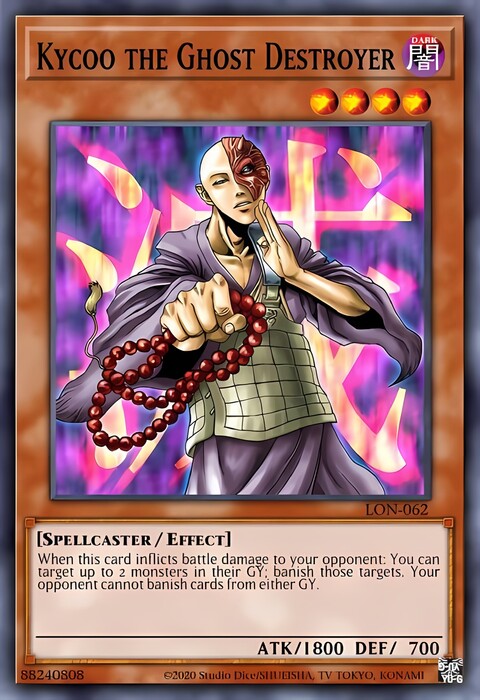 Kycoo the Ghost Destroyer
DARK
闇
LON-062
[Spellcaster / Effect]
When this card inflicts battle damage to your opponent: You can
target up to 2 monsters in their GY; banish those targets. Your
opponent cannot banish cards from either GY.
ATK/1800 DEF/ 700
88240808
©2020 Studio Dice/SHUEISHA, TV TOKYO, KONAMI